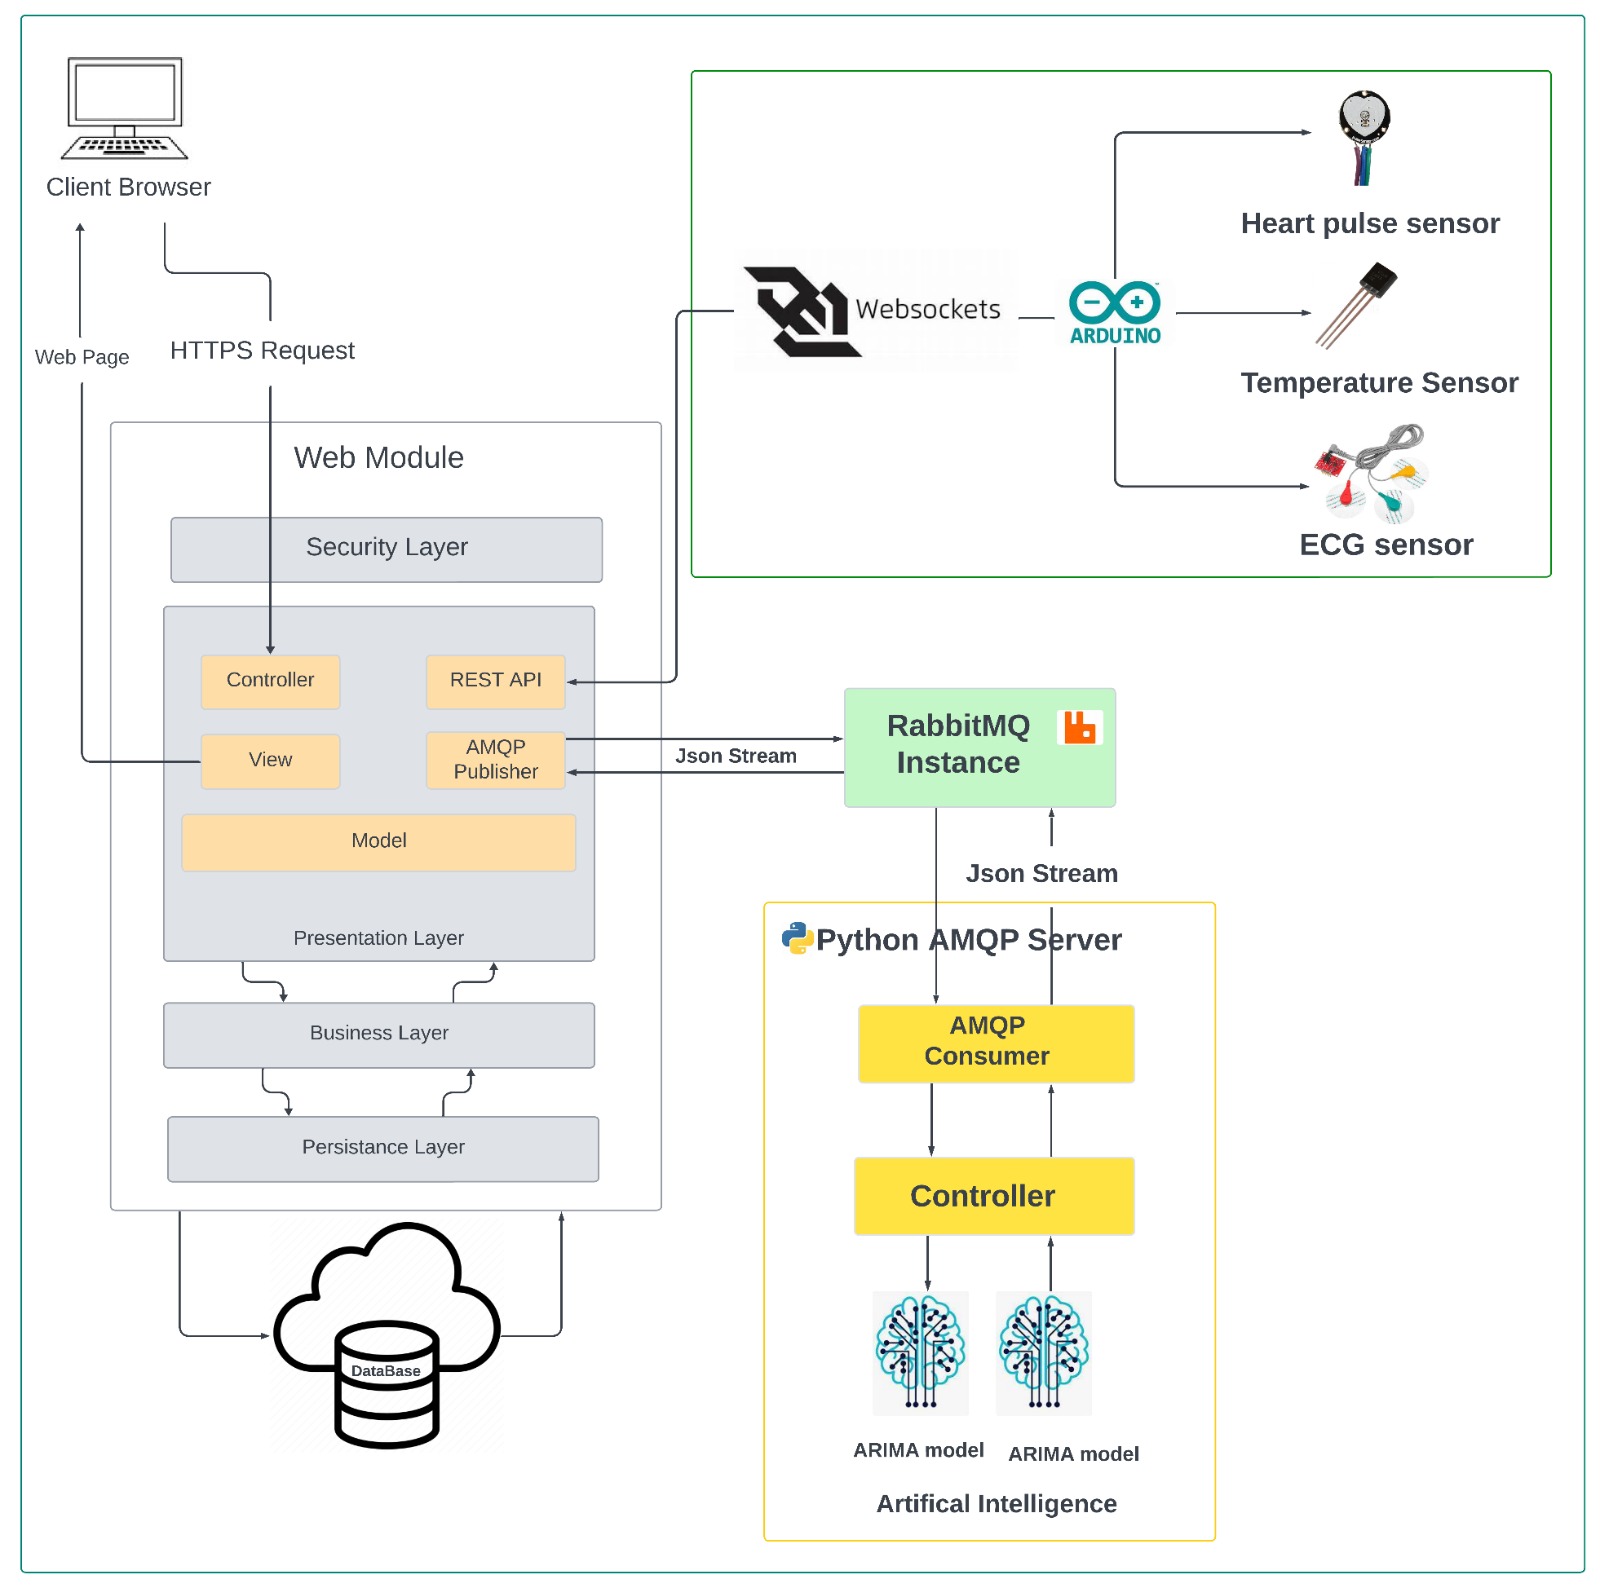 Client Browser
Web Page
HTTPS Request
Web Module
Security Layer
Controller
REST API
View
AMQP
Publisher
Model
Presentation Layer
Business Layer
Persistance Layer
DataBase
Websockets
ARDUINO
Heart pulse sensor
Temperature Sensor
ECG sensor
Json Stream
RabbitMQ
Instance
Json Stream
Python AMQP Server
AMQP
Consumer
Controller
ARIMA model
ARIMA model
Artifical Intelligence